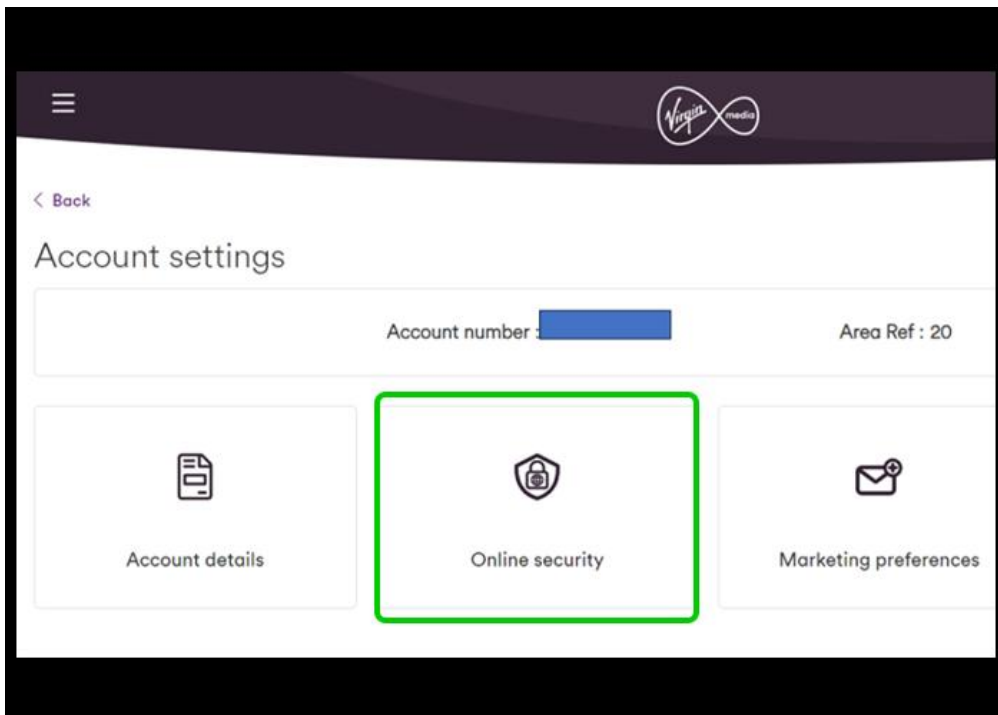 Virgin media
< Back
Account settings
Account number : Area Ref : 20
Account details Online security Marketing preferences